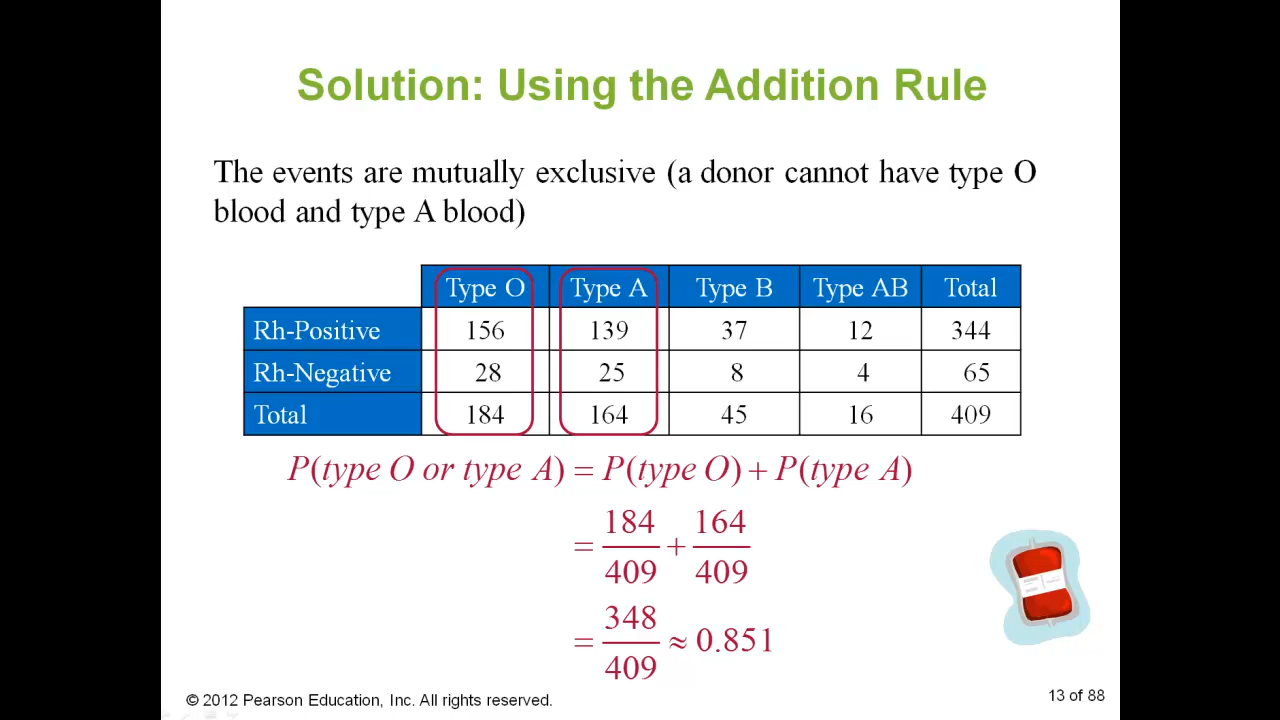 Solution: Using the Addition Rule
The events are mutually exclusive (a donor cannot have type O
blood and type A blood)
Type O Type A Type B Type AB Total
Rh-Positive 156 139 37 12 344
Rh-Negative 28 25 8 4 65
Total 184 164 45 16 409
P(type O or type A) = P(type O) + P(type A)
= 184/409 + 164/409
= 348/409 ≈ 0.851
© 2012 Pearson Education, Inc. All rights reserved.
13 of 88